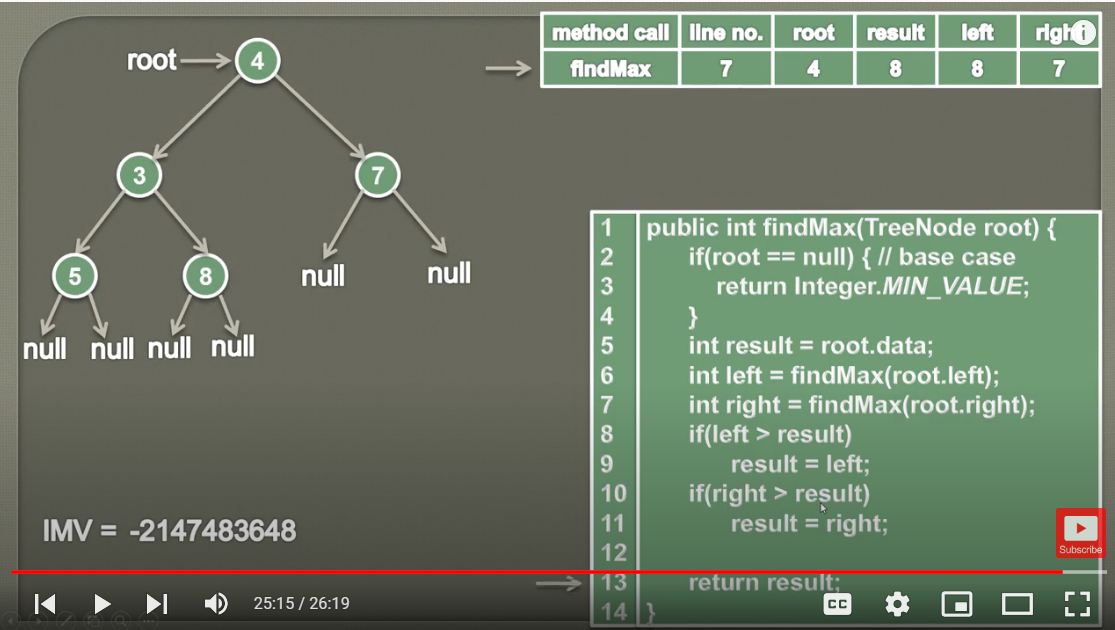 method call line no. root result left right
findMax 7 4 8 8 7
root
4
3
7
5
8
null
null
null
null
null
null
IMV = -2147483648
1 public int findMax(TreeNode root) {
2 if(root == null) { // base case
3 return Integer.MIN_VALUE;
4 }
5 int result = root.data;
6 int left = findMax(root.left);
7 int right = findMax(root.right);
8 if(left > result)
9 result = left;
10 if(right > result)
11 result = right;
12
13 return result;
14 }
Subscribe
25:15 / 26:19
CC